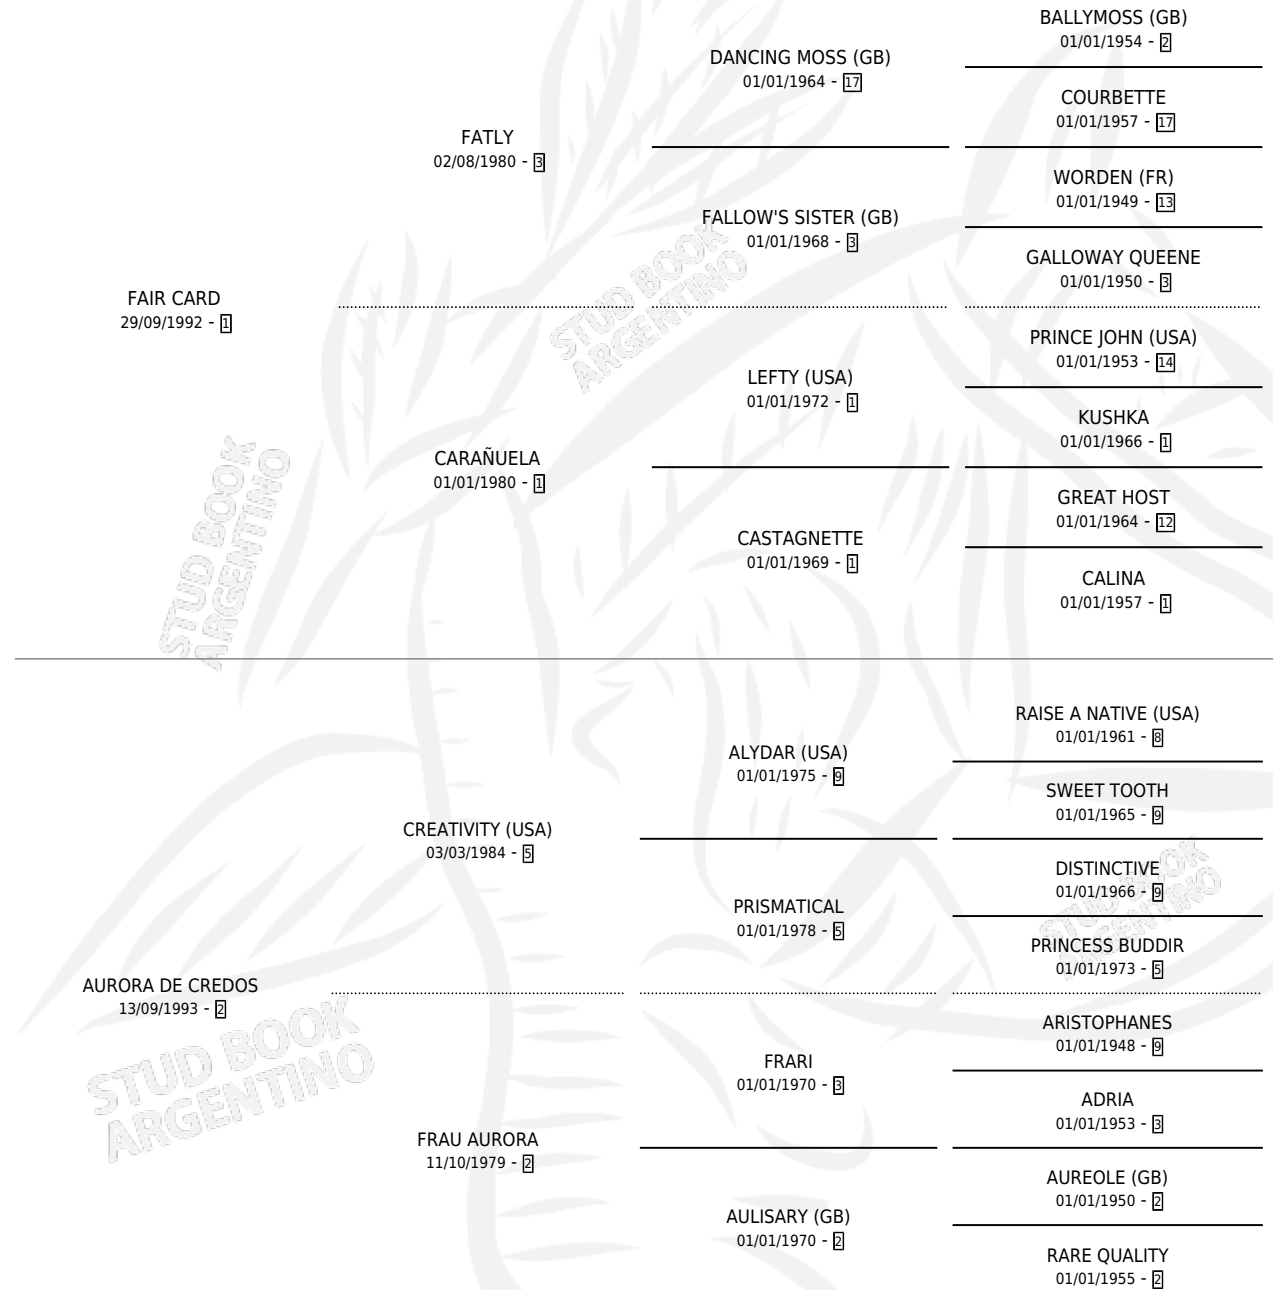 BALLYMOSS (GB)
01/01/1954 - 2
DANCING MOSS (GB)
01/01/1964 - 17
COURBETTE
01/01/1957 - 17
FATLY
02/08/1980 - 3
WORDEN (FR)
01/01/1949 - 13
FALLOW'S SISTER (GB)
01/01/1968 - 3
GALLOWAY QUEENE
01/01/1950 - 3
FAIR CARD
29/09/1992 - 1
PRINCE JOHN (USA)
01/01/1953 - 14
LEFTY (USA)
01/01/1972 - 1
KUSHKA
01/01/1966 - 1
CARAÑUELA
01/01/1980 - 1
GREAT HOST
01/01/1964 - 12
CASTAGNETTE
01/01/1969 - 1
CALINA
01/01/1957 - 1
RAISE A NATIVE (USA)
01/01/1961 - 8
ALYDAR (USA)
01/01/1975 - 9
SWEET TOOTH
01/01/1965 - 9
CREATIVITY (USA)
03/03/1984 - 5
DISTINCTIVE
01/01/1966 - 9
PRISMATICAL
01/01/1978 - 5
PRINCESS BUDDIR
01/01/1973 - 5
AURORA DE CREDOS
13/09/1993 - 2
ARISTOPHANES
01/01/1948 - 9
FRARI
01/01/1970 - 3
ADRIA
01/01/1953 - 3
FRAU AURORA
11/10/1979 - 2
AUREOLE (GB)
01/01/1950 - 2
AULISARY (GB)
01/01/1970 - 2
RARE QUALITY
01/01/1955 - 2
STUD BOOK
ARGENTINO
STUD BOOK
ARGENTINO
STUD BOOK
ARGENTINO
STUD BOOK
ARGENTINO